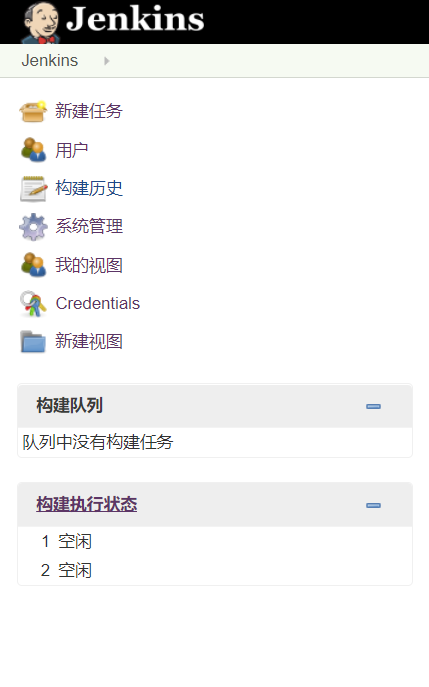 Jenkins
Jenkins
新建任务
用户
构建历史
系统管理
我的视图
Credentials
新建视图
构建队列
队列中没有构建任务
构建执行状态
1 空闲
2 空闲